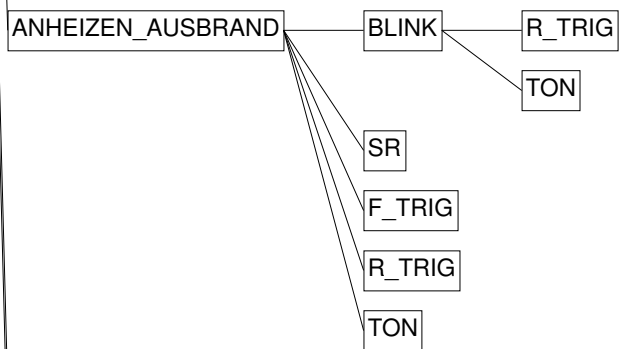 ANHEIZEN_AUSBRAND BLINK R_TRIG
TON
SR
F_TRIG
R_TRIG
TON